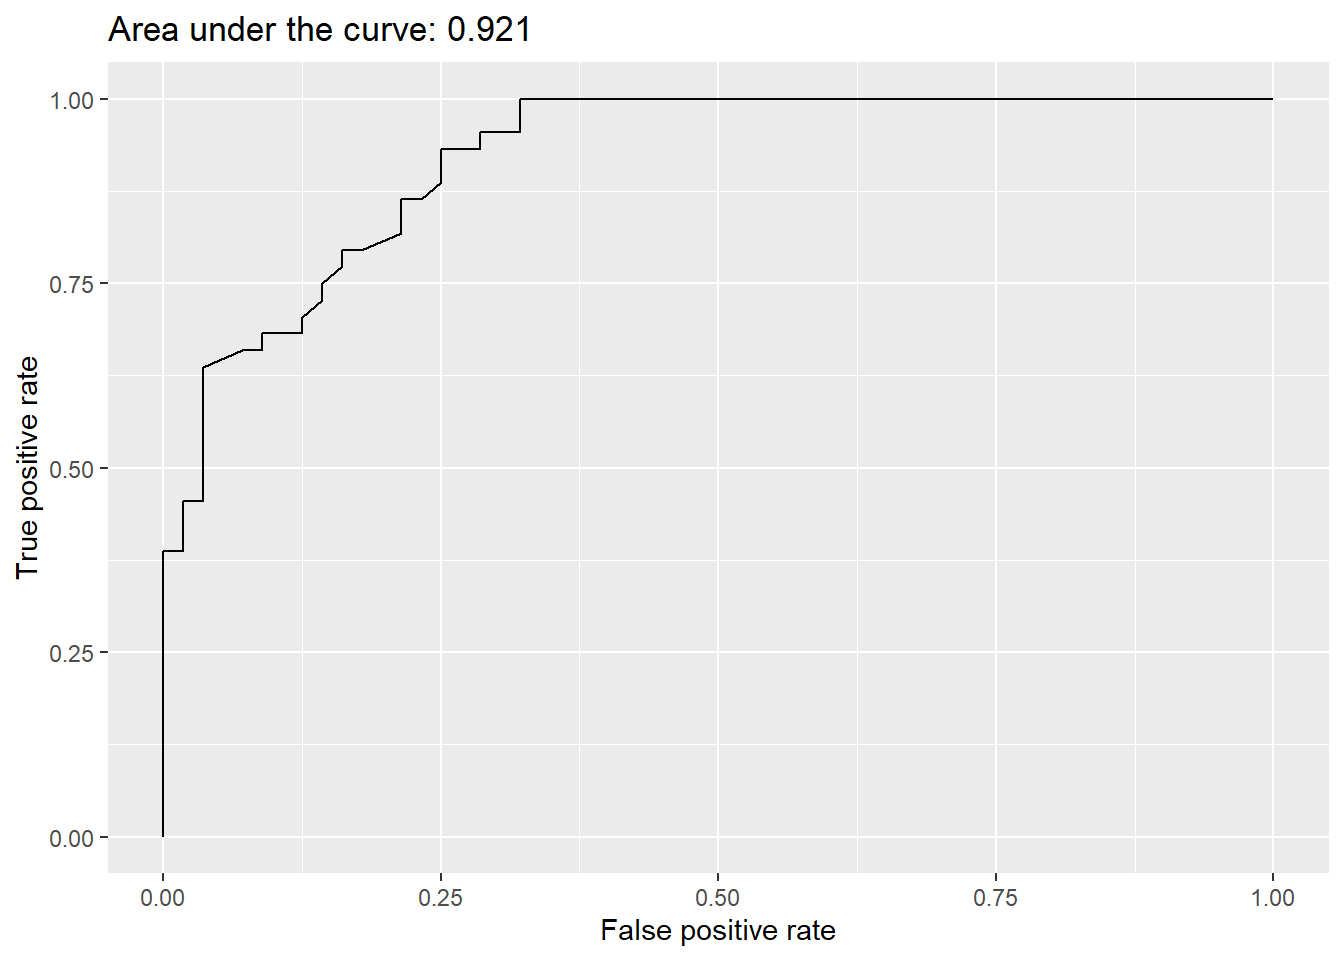 Area under the curve: 0.921
True positive rate
1.00
0.75
0.50
0.25
0.00
0.00 0.25 0.50 0.75 1.00
False positive rate